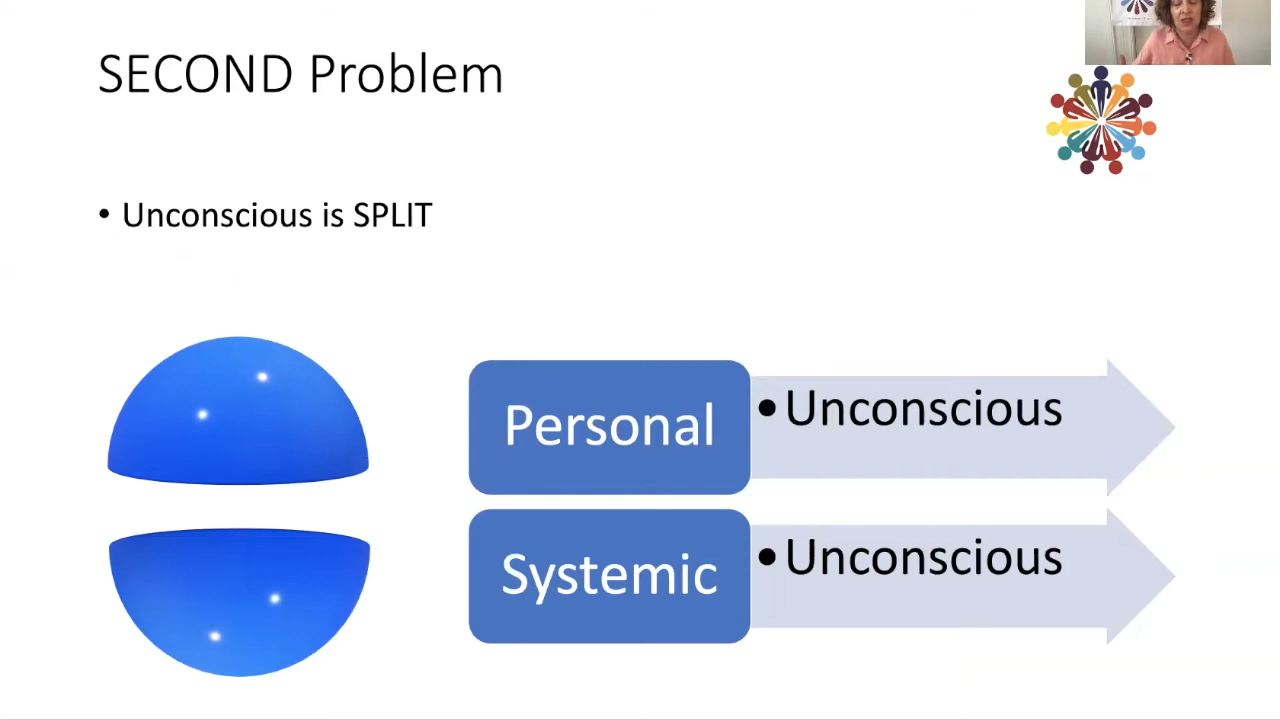 SECOND Problem
• Unconscious is SPLIT
Personal
•Unconscious
Systemic
•Unconscious